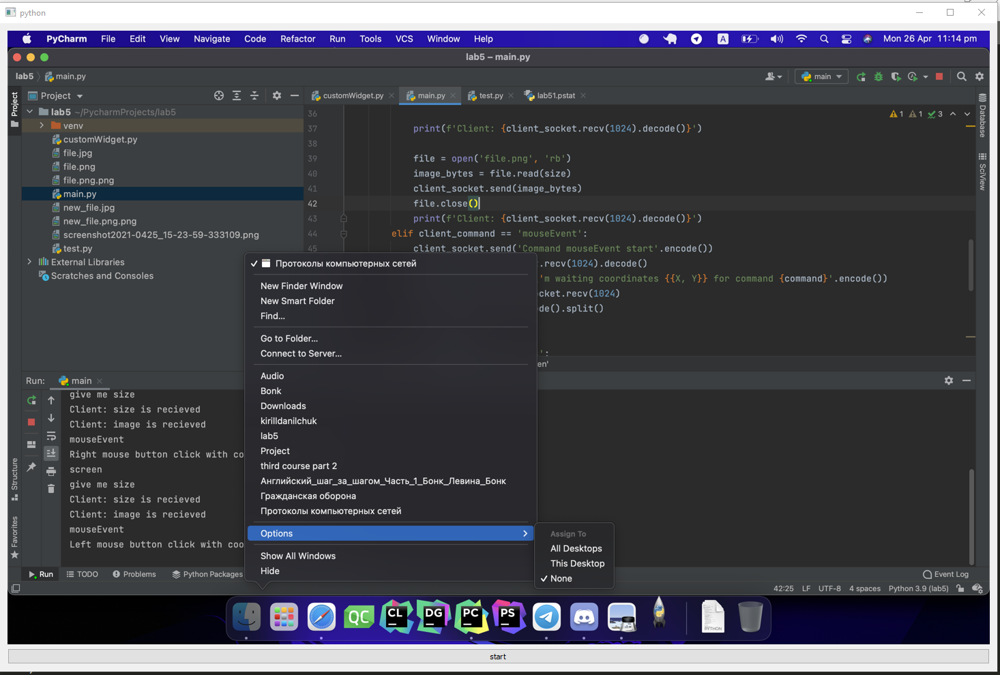 python
PyCharm File Edit View Navigate Code Refactor Run Tools VCS Window Help A Mon 26 Apr 11:14 pm
lab5 – main.py
lab5 main.py main
Project customWidget.py main.py test.py lab51.pstat
Project
lab5 ~/PycharmProjects/lab5
venv
customWidget.py
file.jpg
file.png
file.png.png
main.py
new_file.jpg
new_file.png.png
screenshot2021-0425_15-23-59-333109.png
test.py
External Libraries
Scratches and Consoles
1 1 3
36
37 print(f'Client: {client_socket.recv(1024).decode()}')
38
39 file = open('file.png', 'rb')
40 image_bytes = file.read(size)
41 client_socket.send(image_bytes)
42 file.close()
43 print(f'Client: {client_socket.recv(1024).decode()}')
44 elif client_command == 'mouseEvent':
45 client_socket.send('Command mouseEvent start'.encode())
.recv(1024).decode()
'm waiting coordinates {{X, Y}} for command {command}'.encode())
cket.recv(1024)
de().split()
':
en'
Database
SciView
Протоколы компьютерных сетей
New Finder Window
New Smart Folder
Find...
Go to Folder...
Connect to Server...
Audio
Bonk
Downloads
kirilldanilchuk
lab5
Project
third course part 2
Английский_шаг_за_шагом_Часть_1_Бонк_Левина_Бонк
Гражданская оборона
Протоколы компьютерных сетей
Options
Show All Windows
Hide
Assign To
All Desktops
This Desktop
None
Run: main
give me size
Client: size is recieved
Client: image is recieved
mouseEvent
Right mouse button click with co
screen
give me size
Client: size is recieved
Client: image is recieved
mouseEvent
Left mouse button click with coo
Structure
Favorites
Run TODO Problems Python Packages Event Log
42:25 LF UTF-8 4 spaces Python 3.9 (lab5)
QC CL DG PC PS PYTHON
start